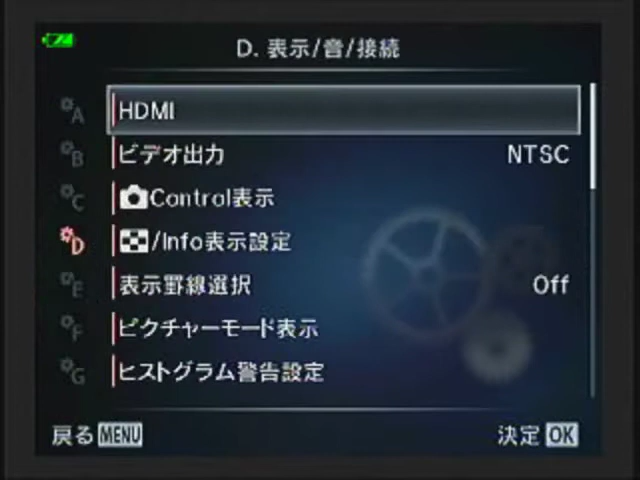 D. 表示/音/接続
A
HDMI
B
ビデオ出力 NTSC
C
Control表示
D
/Info表示設定
E
表示罫線選択 Off
F
ピクチャーモード表示
G
ヒストグラム警告設定
戻る MENU 決定 OK